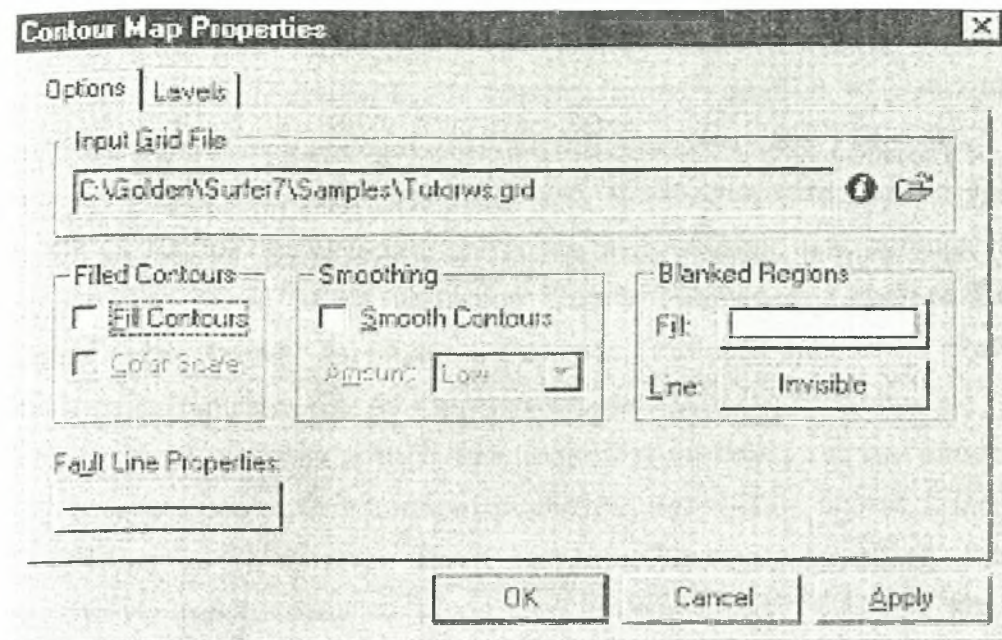 Contour Map Properties
Options Levels
Input Grid File
C:\Golden\Surfer7\Samples\Tutorws.grd
Filled Contours
Fill Contours
Color Scale
Smoothing
Smooth Contours
Amount: Low
Blanked Regions
Fill:
Line: Invisible
Fault Line Properties:
OK Cancel Apply